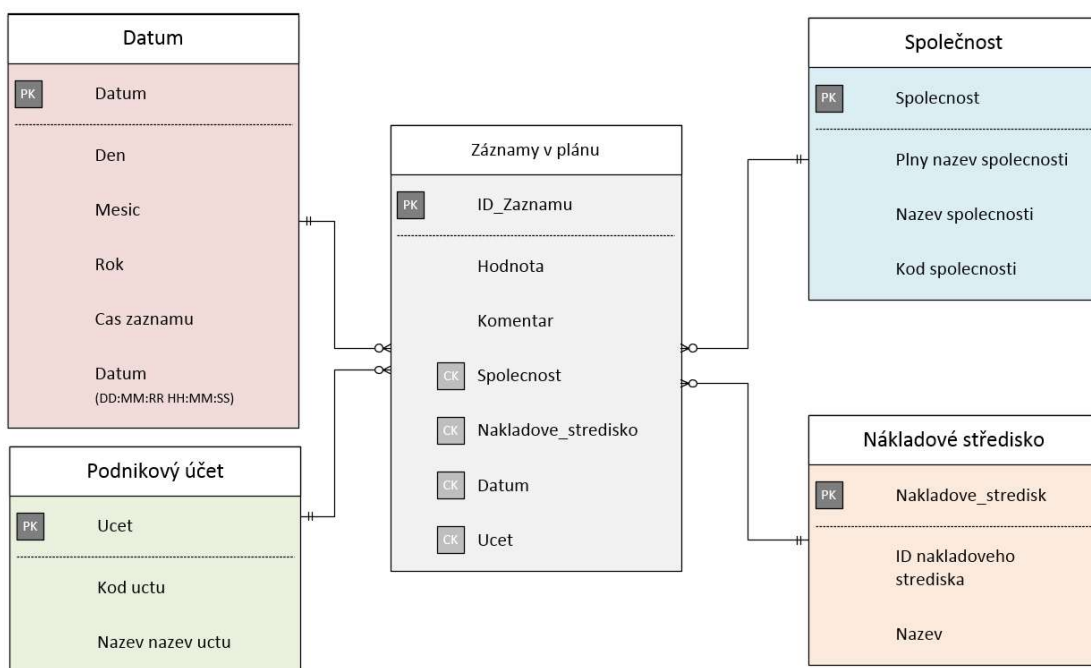 Datum
PK Datum
Den
Mesic
Rok
Cas zaznamu
Datum
(DD:MM:RR HH:MM:SS)
Podnikový účet
PK Ucet
Kod uctu
Nazev nazev uctu
Záznamy v plánu
PK ID_Zaznamu
Hodnota
Komentar
CK Spolecnost
CK Nakladove_stredisko
CK Datum
CK Ucet
Společnost
PK Spolecnost
Plny nazev spolecnosti
Nazev spolecnosti
Kod spolecnosti
Nákladové středisko
PK Nakladove_stredisk
ID nakladoveho
strediska
Nazev